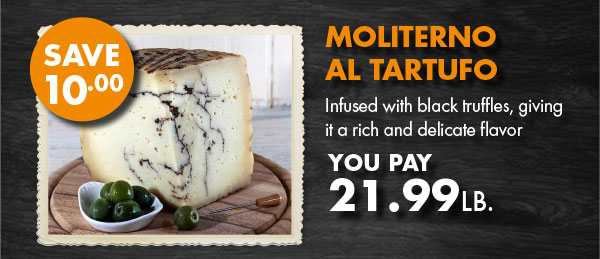 SAVE
10.00
MOLITERNO
AL TARTUFO
Infused with black truffles, giving
it a rich and delicate flavor
YOU PAY
21.99LB.